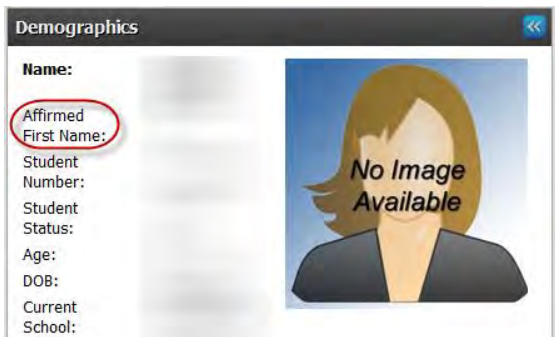 Demographics
Name:
Affirmed
First Name:
Student
Number:
Student
Status:
Age:
DOB:
Current
School:
No Image
Available